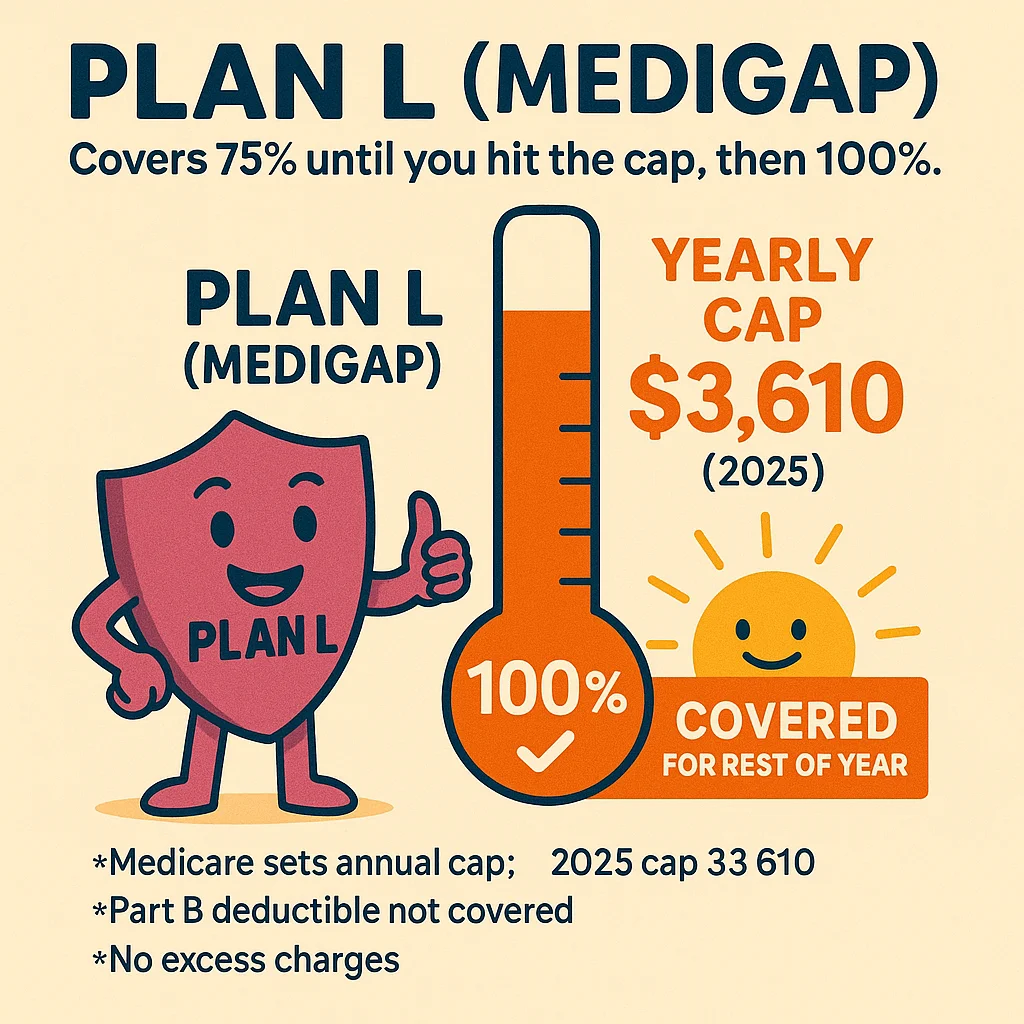 PLAN L (MEDIGAP)
Covers 75% until you hit the cap, then 100%.
PLAN L
(MEDIGAP)
PLAN L
YEARLY
CAP
$3,610
(2025)
100%
COVERED
FOR REST OF YEAR
*Medicare sets annual cap; 2025 cap 33 610
*Part B deductible not covered
*No excess charges